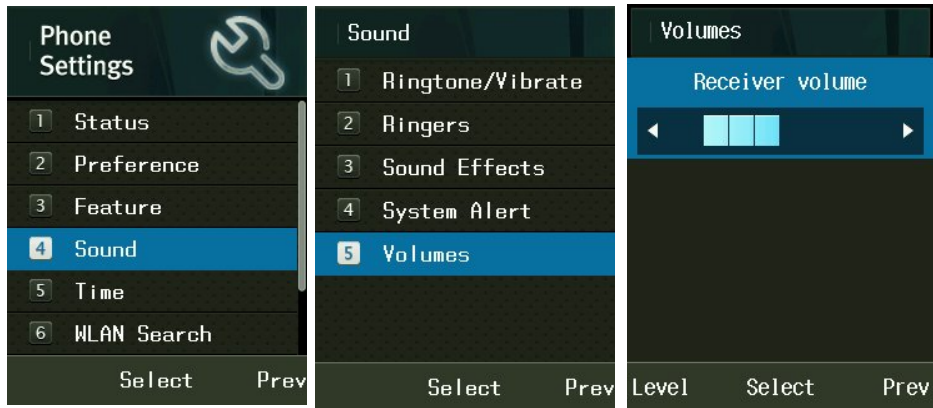 Phone
Settings
1 Status
2 Preference
3 Feature
4 Sound
5 Time
6 WLAN Search
Select Prev
Sound
1 Ringtone/Vibrate
2 Ringers
3 Sound Effects
4 System Alert
5 Volumes
Select Prev
Volumes
Receiver volume
Level Select Prev